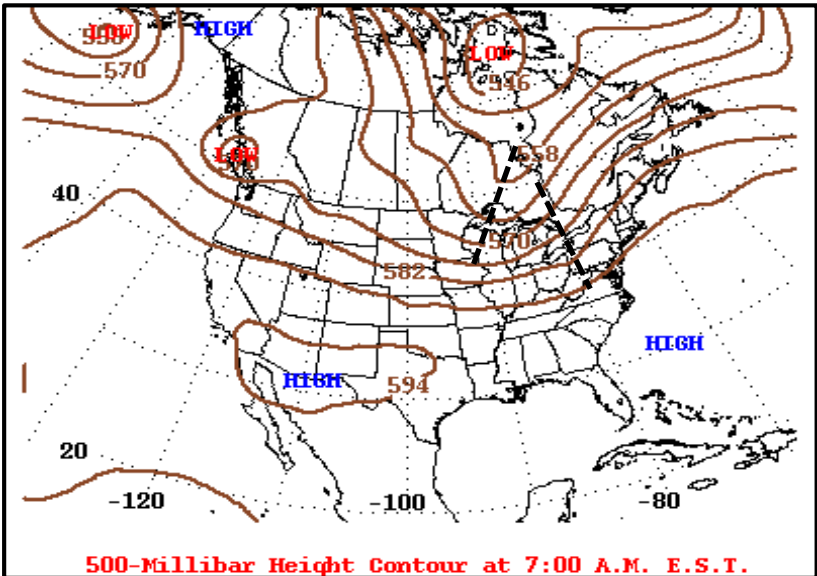 LOW
HIGH
LOW
570
546
LOW
558
40
570
582
HIGH
HIGH
594
20
-120
-100
-80
500-Millibar Height Contour at 7:00 A.M. E.S.T.